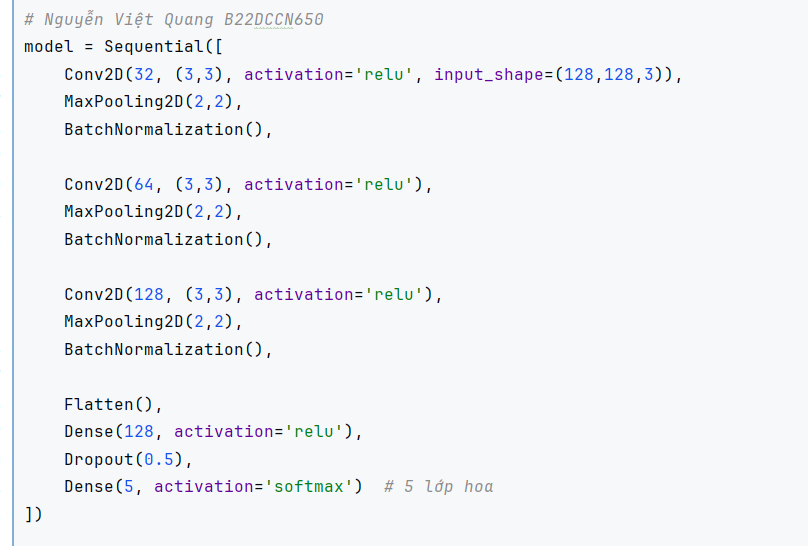 # Nguyễn Việt Quang B22DCCN650
model = Sequential([
    Conv2D(32, (3,3), activation='relu', input_shape=(128,128,3)),
    MaxPooling2D(2,2),
    BatchNormalization(),
    Conv2D(64, (3,3), activation='relu'),
    MaxPooling2D(2,2),
    BatchNormalization(),
    Conv2D(128, (3,3), activation='relu'),
    MaxPooling2D(2,2),
    BatchNormalization(),
    Flatten(),
    Dense(128, activation='relu'),
    Dropout(0.5),
    Dense(5, activation='softmax')  # 5 lớp hoa
])